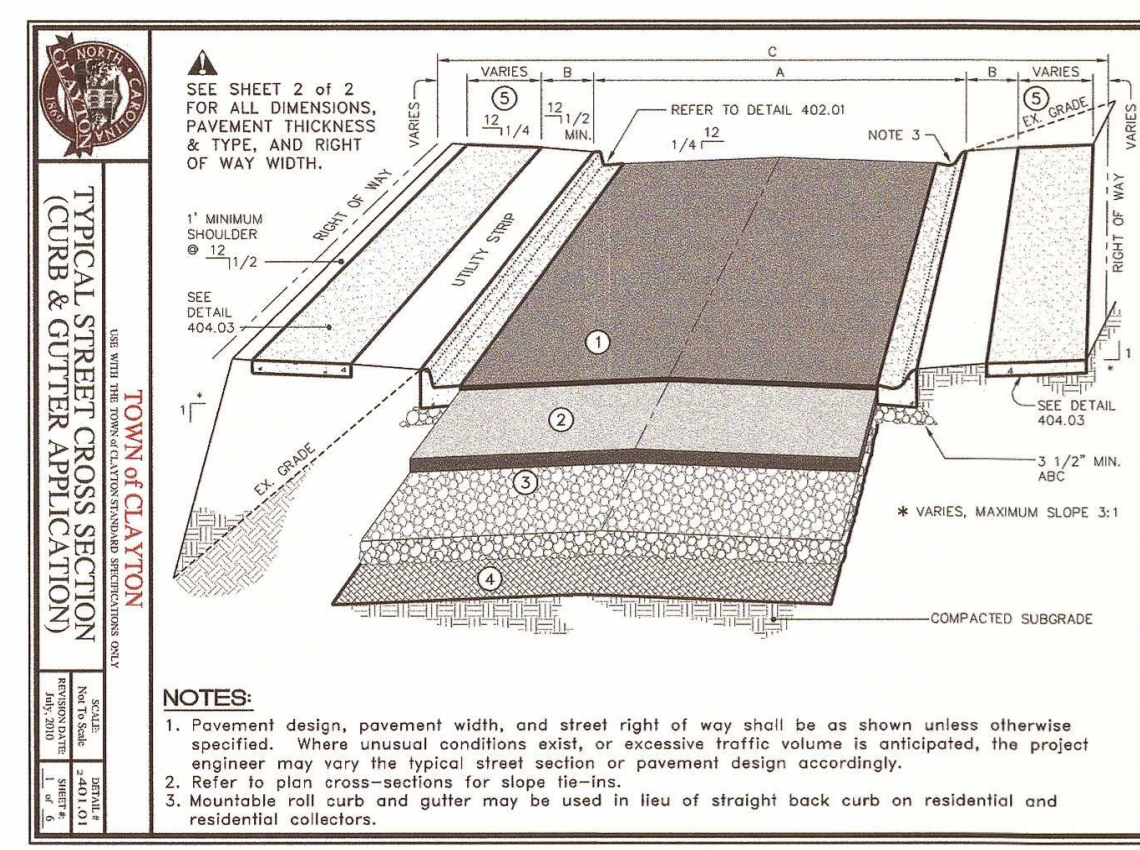 NORTH CAROLINA
CLAYTON
1869
TOWN of CLAYTON
USE WITH THE TOWN of CLAYTON STANDARD SPECIFICATIONS ONLY
TYPICAL STREET CROSS SECTION
(CURB & GUTTER APPLICATION)
SCALE:
Not To Scale
REVISION DATE:
July, 2010
DETAIL #
2-401.01
SHEET #:
1 of 6
SEE SHEET 2 of 2
FOR ALL DIMENSIONS,
PAVEMENT THICKNESS
& TYPE, AND RIGHT
OF WAY WIDTH.
C
VARIES
VARIES
B
A
B
VARIES
VARIES
5
12
1/4
12
1/2
MIN.
REFER TO DETAIL 402.01
12
1/4
NOTE 3
5
EX. GRADE
RIGHT OF WAY
RIGHT OF WAY
1' MINIMUM
SHOULDER
@ 12
1/2
UTILITY STRIP
SEE
DETAIL
404.03
1
1
*
*
1
2
3
4
EX. GRADE
SEE DETAIL
404.03
3 1/2" MIN.
ABC
* VARIES, MAXIMUM SLOPE 3:1
COMPACTED SUBGRADE
NOTES:
1. Pavement design, pavement width, and street right of way shall be as shown unless otherwise
specified. Where unusual conditions exist, or excessive traffic volume is anticipated, the project
engineer may vary the typical street section or pavement design accordingly.
2. Refer to plan cross-sections for slope tie-ins.
3. Mountable roll curb and gutter may be used in lieu of straight back curb on residential and
residential collectors.